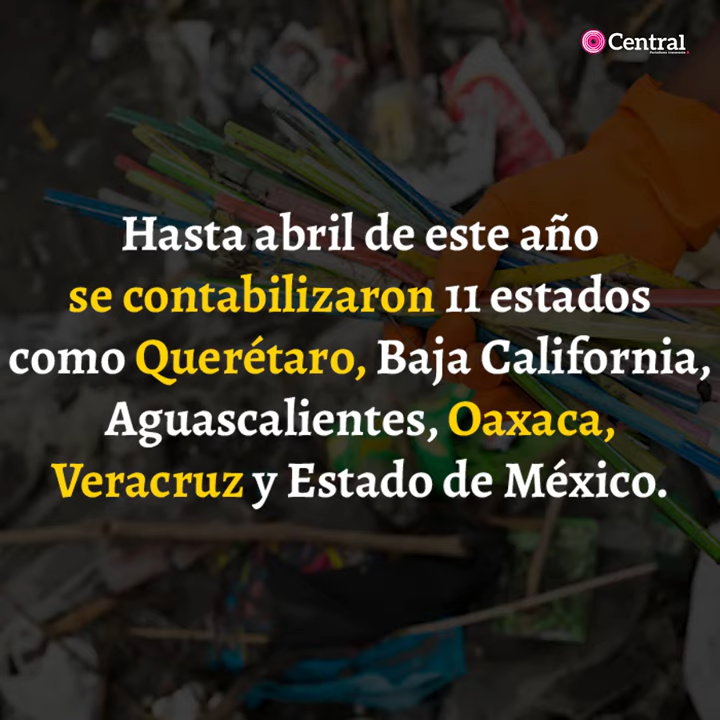 Central
Hasta abril de este año
se contabilizaron 11 estados
como Querétaro, Baja California,
Aguascalientes, Oaxaca,
Veracruz y Estado de México.